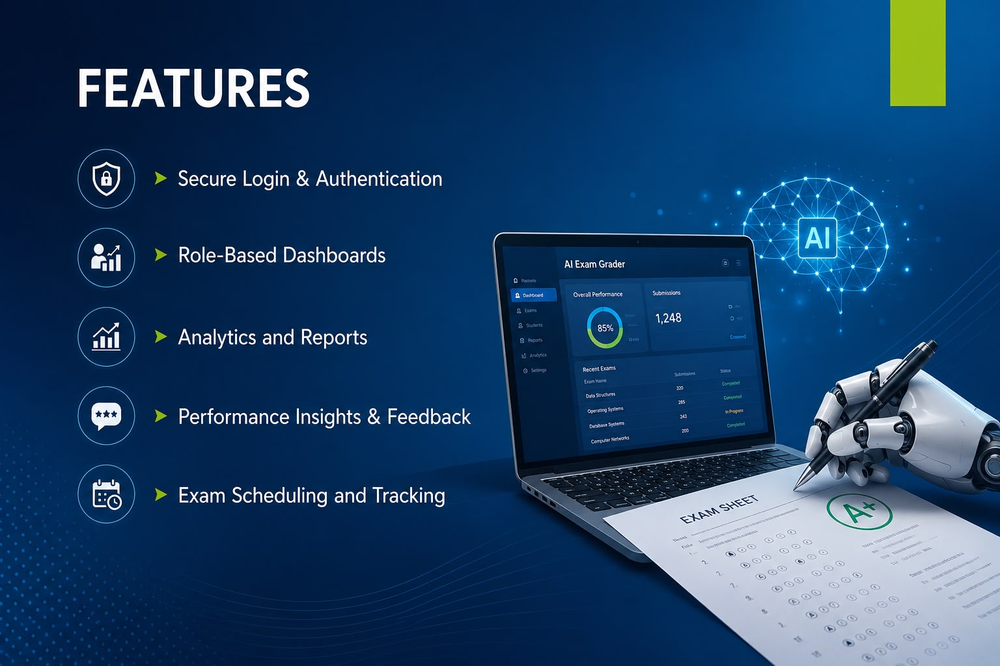 FEATURES
Secure Login & Authentication
Role-Based Dashboards
Analytics and Reports
Performance Insights & Feedback
Exam Scheduling and Tracking
AI
AI Exam Grader
Dashboard
Exams
Students
Reports
Analytics
Settings
Overall Performance
85%
Submissions
1,248
Recent Exams
Exam Name Submissions Status
Data Structures 320 Completed
Operating Systems 285 Completed
Database Systems 243 In Progress
Computer Networks 200 Completed
EXAM SHEET
A+